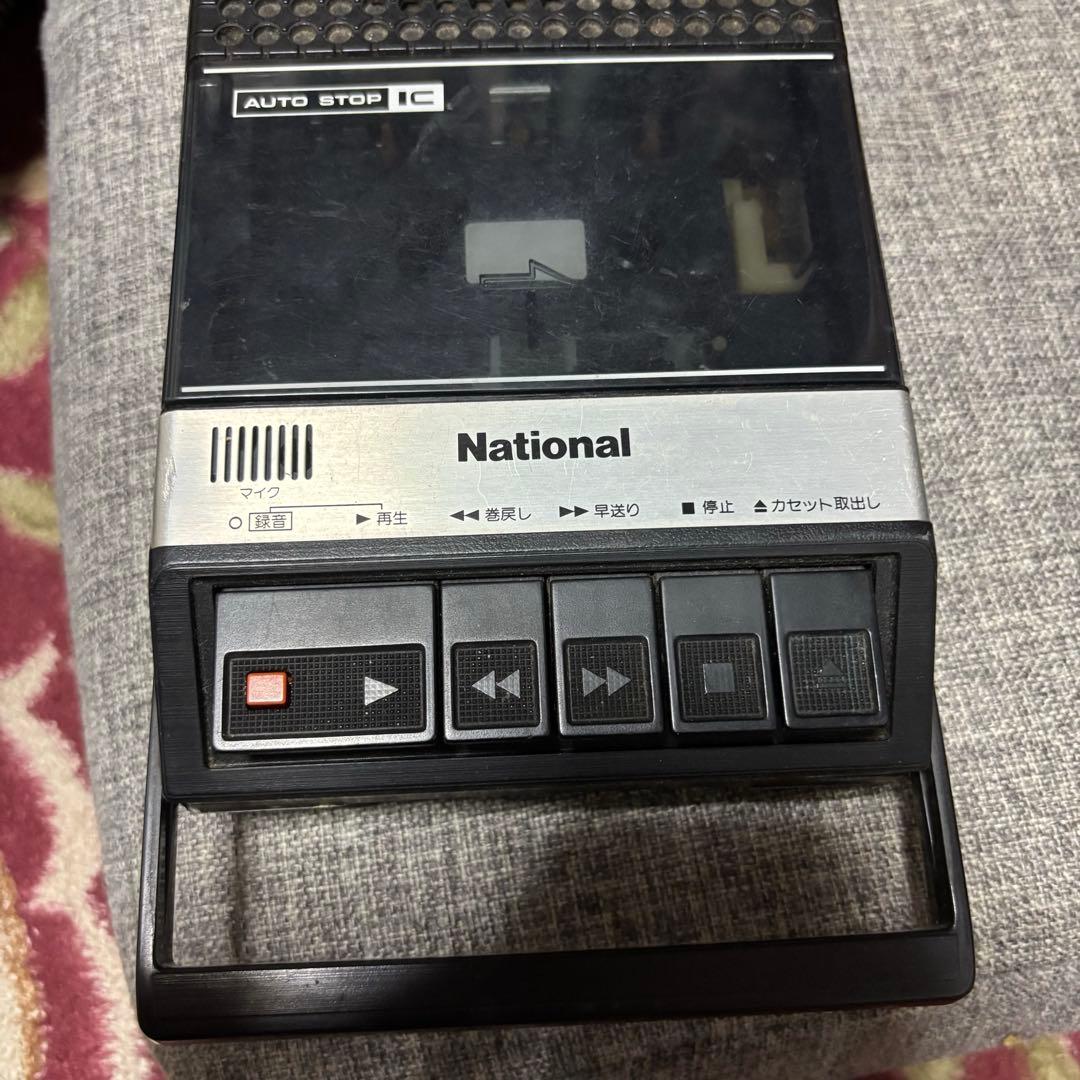 AUTO STOP IC
National
マイク
○ 録音 ▶ 再生 ◀◀ 巻戻し ▶▶ 早送り ■ 停止 ▲ カセット取出し